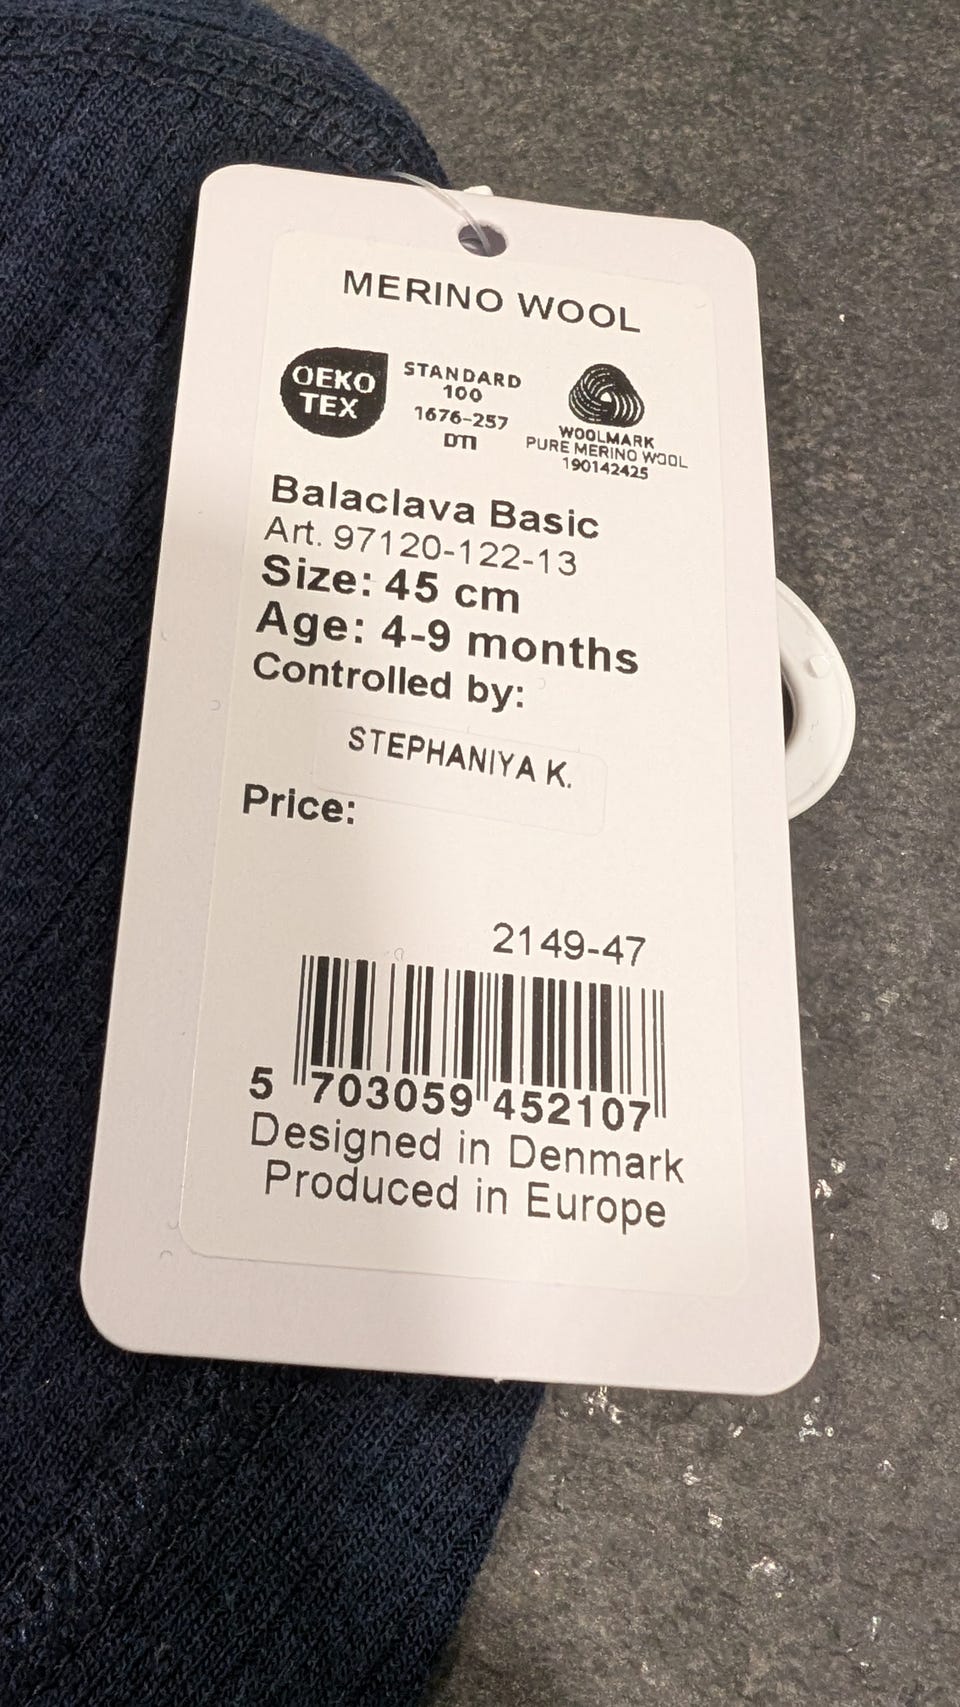 MERINO WOOL
OEKO
TEX
STANDARD
100
1676-257
DTI
WOOLMARK
PURE MERINO WOOL
190142425
Balaclava Basic
Art. 97120-122-13
Size: 45 cm
Age: 4-9 months
Controlled by:
STEPHANIYA K.
Price:
2149-47
5 703059 452107
Designed in Denmark
Produced in Europe